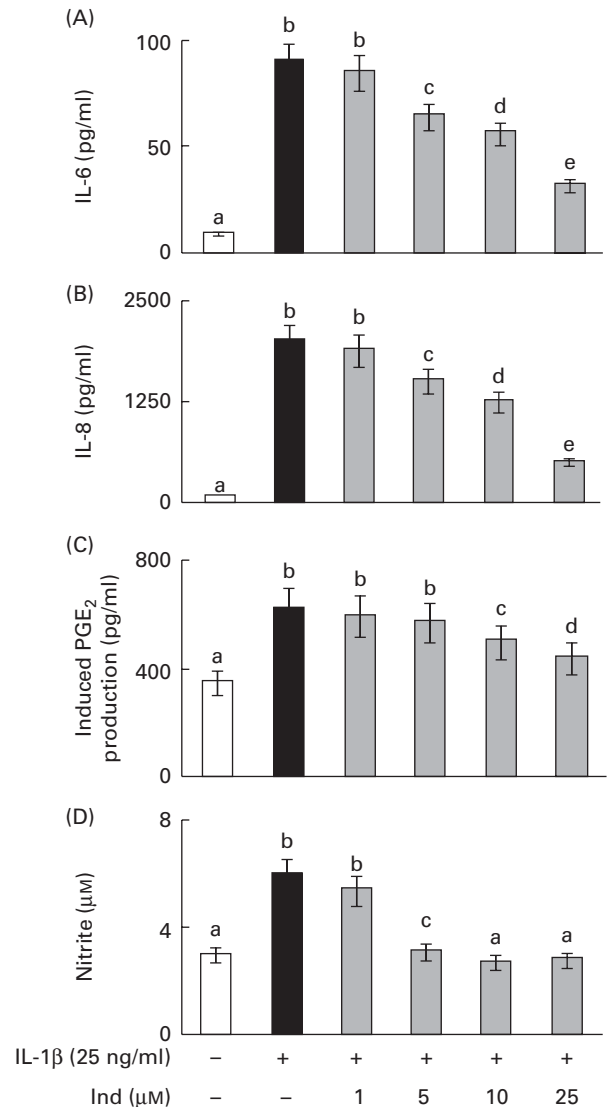 (A)
100
50
0
IL-6 (pg/ml)
a
b
b
c
d
e
(B)
2500
1250
0
IL-8 (pg/ml)
a
b
b
c
d
e
(C)
800
400
0
Induced PGE2
production (pg/ml)
a
b
b
b
c
d
(D)
8
4
0
Nitrite (μM)
a
b
b
c
a
a
IL-1β (25 ng/ml) – + + + + +
Ind (μM) – – 1 5 10 25